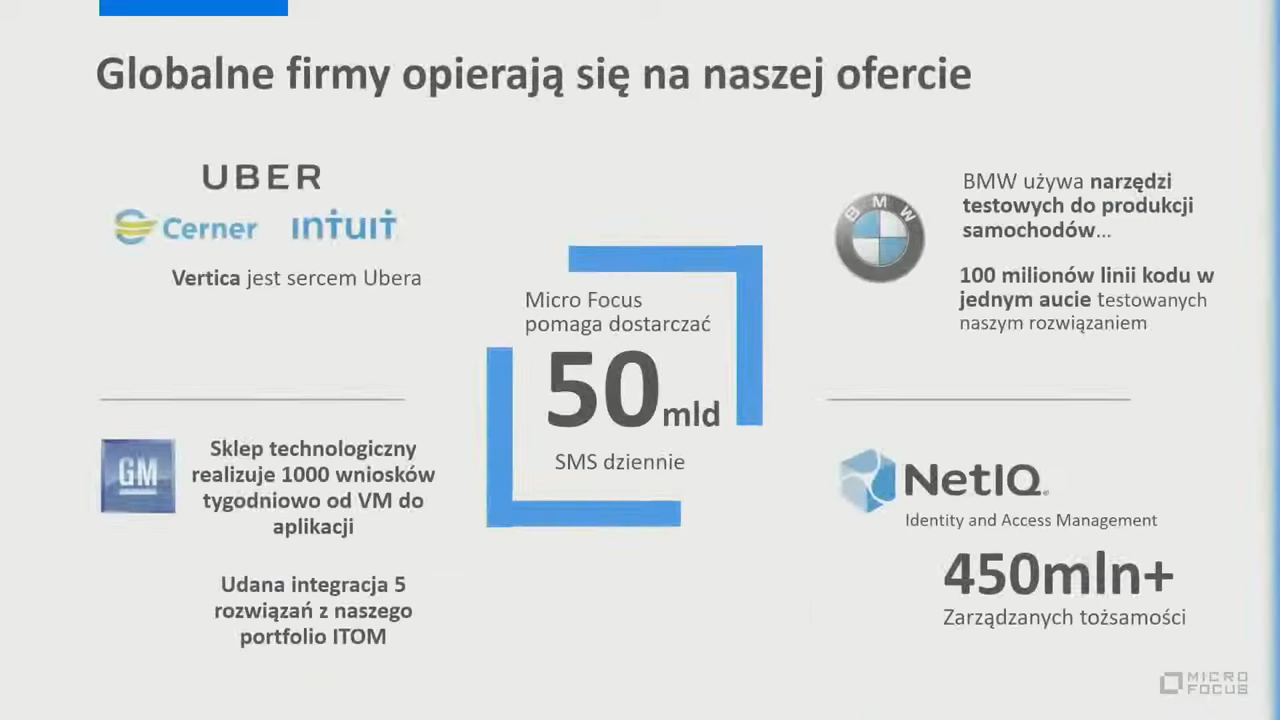 Globalne firmy opierają się na naszej ofercie
UBER
Cerner
intuit
Vertica jest sercem Ubera
Sklep technologiczny
realizuje 1000 wniosków
tygodniowo od VM do
aplikacji
GM
Udana integracja 5
rozwiązań z naszego
portfolio ITOM
Micro Focus
pomaga dostarczać
50 mld
SMS dziennie
BMW
BMW używa narzędzi
testowych do produkcji
samochodów...
100 milionów linii kodu w
jednym aucie testowanych
naszym rozwiązaniem
NetIQ.
Identity and Access Management
450mln+
Zarządzanych tożsamości
MICRO
FOCUS